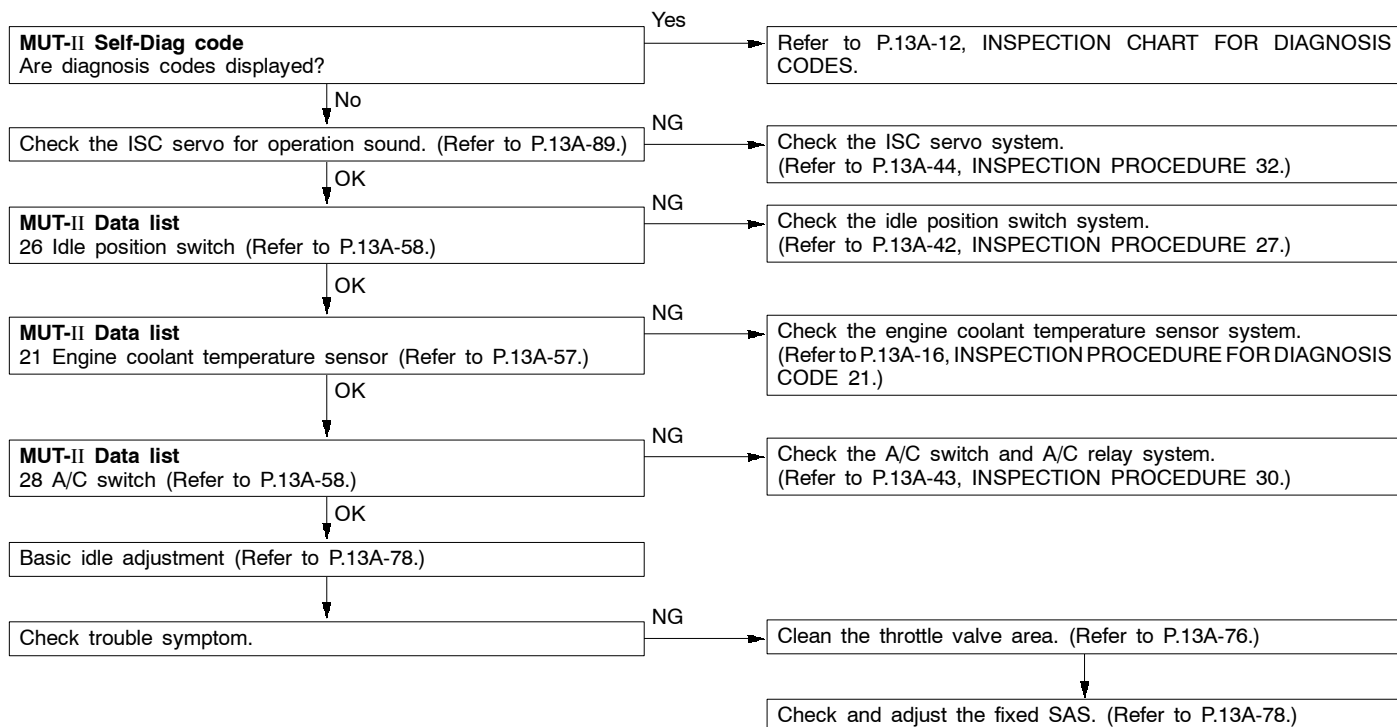 Yes
MUT-II Self-Diag code
Are diagnosis codes displayed?
Refer to P.13A-12, INSPECTION CHART FOR DIAGNOSIS
CODES.
No
Check the ISC servo for operation sound. (Refer to P.13A-89.)
NG
Check the ISC servo system.
(Refer to P.13A-44, INSPECTION PROCEDURE 32.)
OK
MUT-II Data list
26 Idle position switch (Refer to P.13A-58.)
NG
Check the idle position switch system.
(Refer to P.13A-42, INSPECTION PROCEDURE 27.)
OK
MUT-II Data list
21 Engine coolant temperature sensor (Refer to P.13A-57.)
NG
Check the engine coolant temperature sensor system.
(Refer to P.13A-16, INSPECTION PROCEDURE FOR DIAGNOSIS
CODE 21.)
OK
MUT-II Data list
28 A/C switch (Refer to P.13A-58.)
NG
Check the A/C switch and A/C relay system.
(Refer to P.13A-43, INSPECTION PROCEDURE 30.)
OK
Basic idle adjustment (Refer to P.13A-78.)
Check trouble symptom.
NG
Clean the throttle valve area. (Refer to P.13A-76.)
Check and adjust the fixed SAS. (Refer to P.13A-78.)